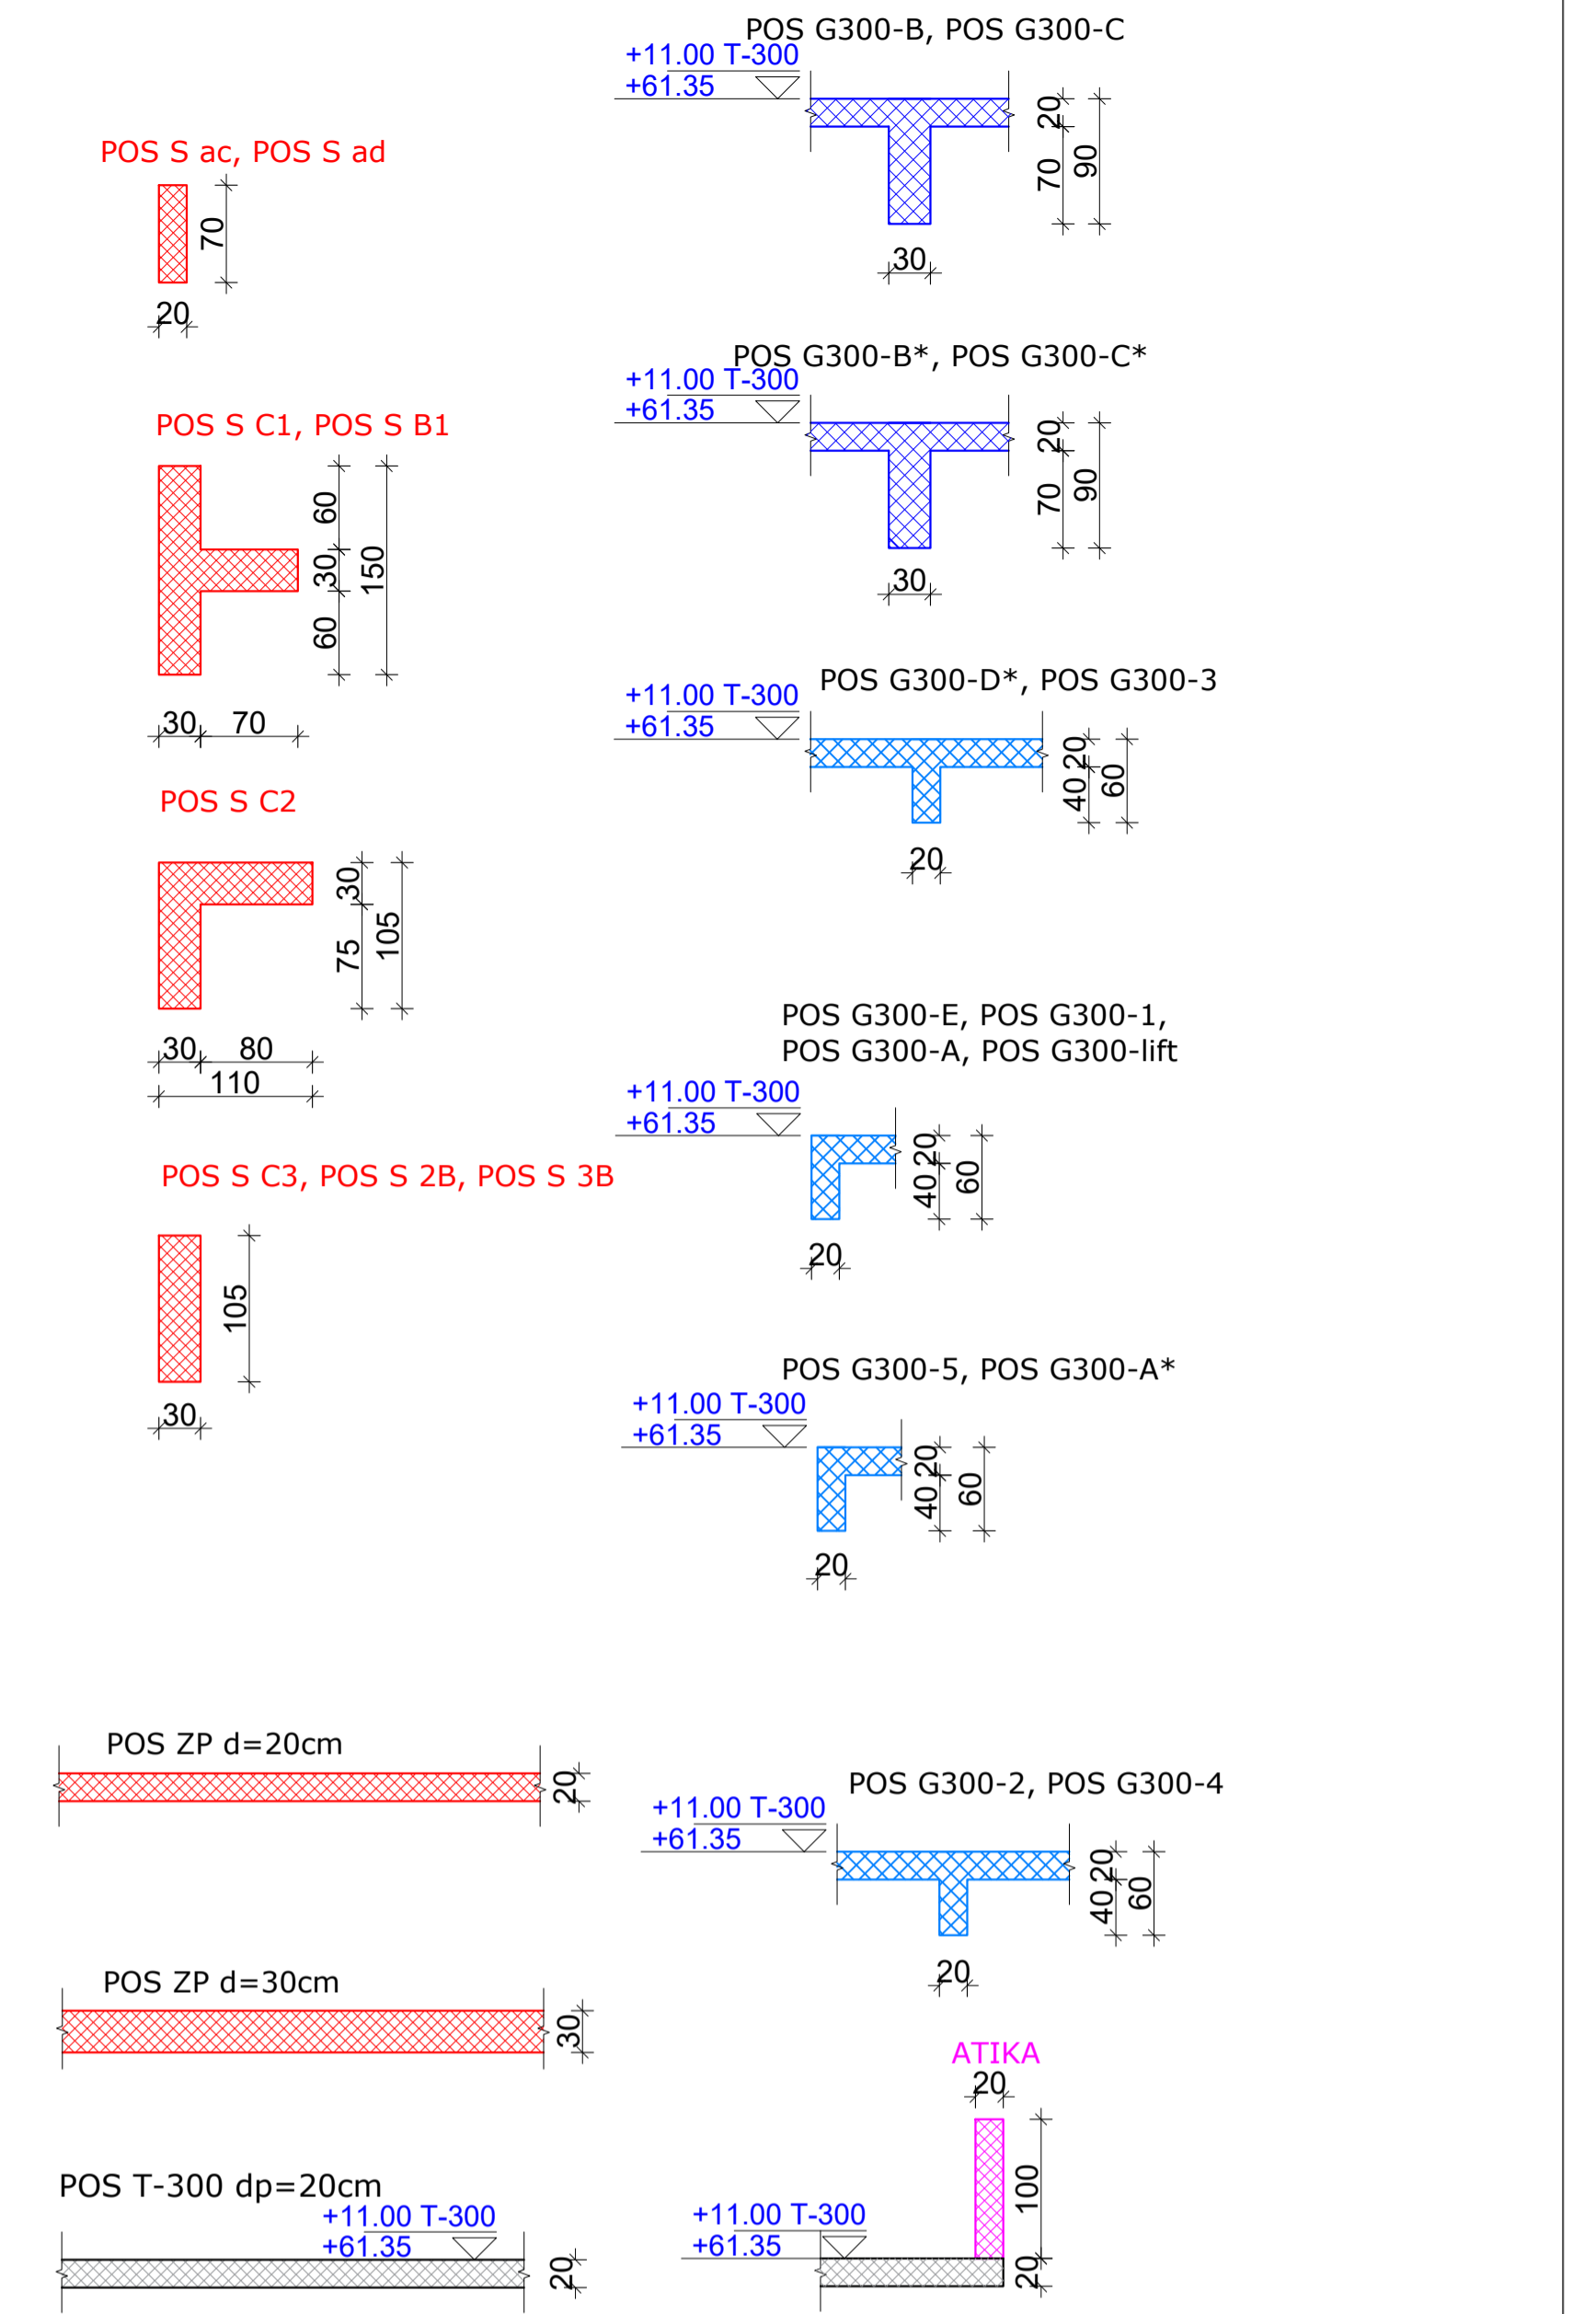 POS S ac, POS S ad
70
20
POS S C1, POS S B1
60
30
60
150
30
70
POS S C2
30
75
105
30
80
110
POS S C3, POS S 2B, POS S 3B
105
30
POS ZP d=20cm
20
POS ZP d=30cm
30
POS T-300 dp=20cm
+11.00 T-300
+61.35
20
POS G300-B, POS G300-C
+11.00 T-300
+61.35
20
70
90
30
POS G300-B*, POS G300-C*
+11.00 T-300
+61.35
20
70
90
30
POS G300-D*, POS G300-3
+11.00 T-300
+61.35
20
40
60
20
POS G300-E, POS G300-1,
POS G300-A, POS G300-lift
+11.00 T-300
+61.35
20
40
60
20
POS G300-5, POS G300-A*
+11.00 T-300
+61.35
20
40
60
20
POS G300-2, POS G300-4
+11.00 T-300
+61.35
20
40
60
20
ATIKA
20
100
+11.00 T-300
+61.35
20